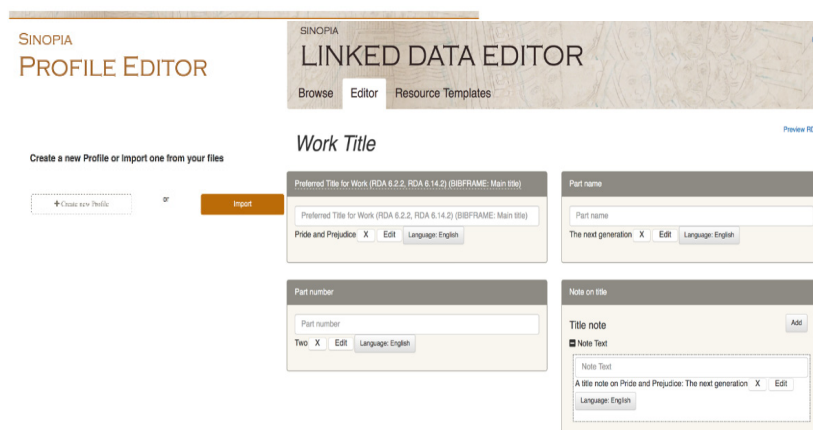 SINOPIA
PROFILE EDITOR
Create a new Profile or Import one from your files
+ Create new Profile
or
Import
SINOPIA
LINKED DATA EDITOR
Browse Editor Resource Templates
Preview RD
Work Title
Preferred Title for Work (RDA 6.2.2, RDA 6.14.2) (BIBFRAME: Main title)
Preferred Title for Work (RDA 6.2.2, RDA 6.14.2) (BIBFRAME: Main title)
Pride and Prejudice X Edit Language: English
Part name
Part name
The next generation X Edit Language: English
Part number
Part number
Two X Edit Language: English
Note on title
Title note Add
Note Text
Note Text
A title note on Pride and Prejudice: The next generation X Edit
Language: English